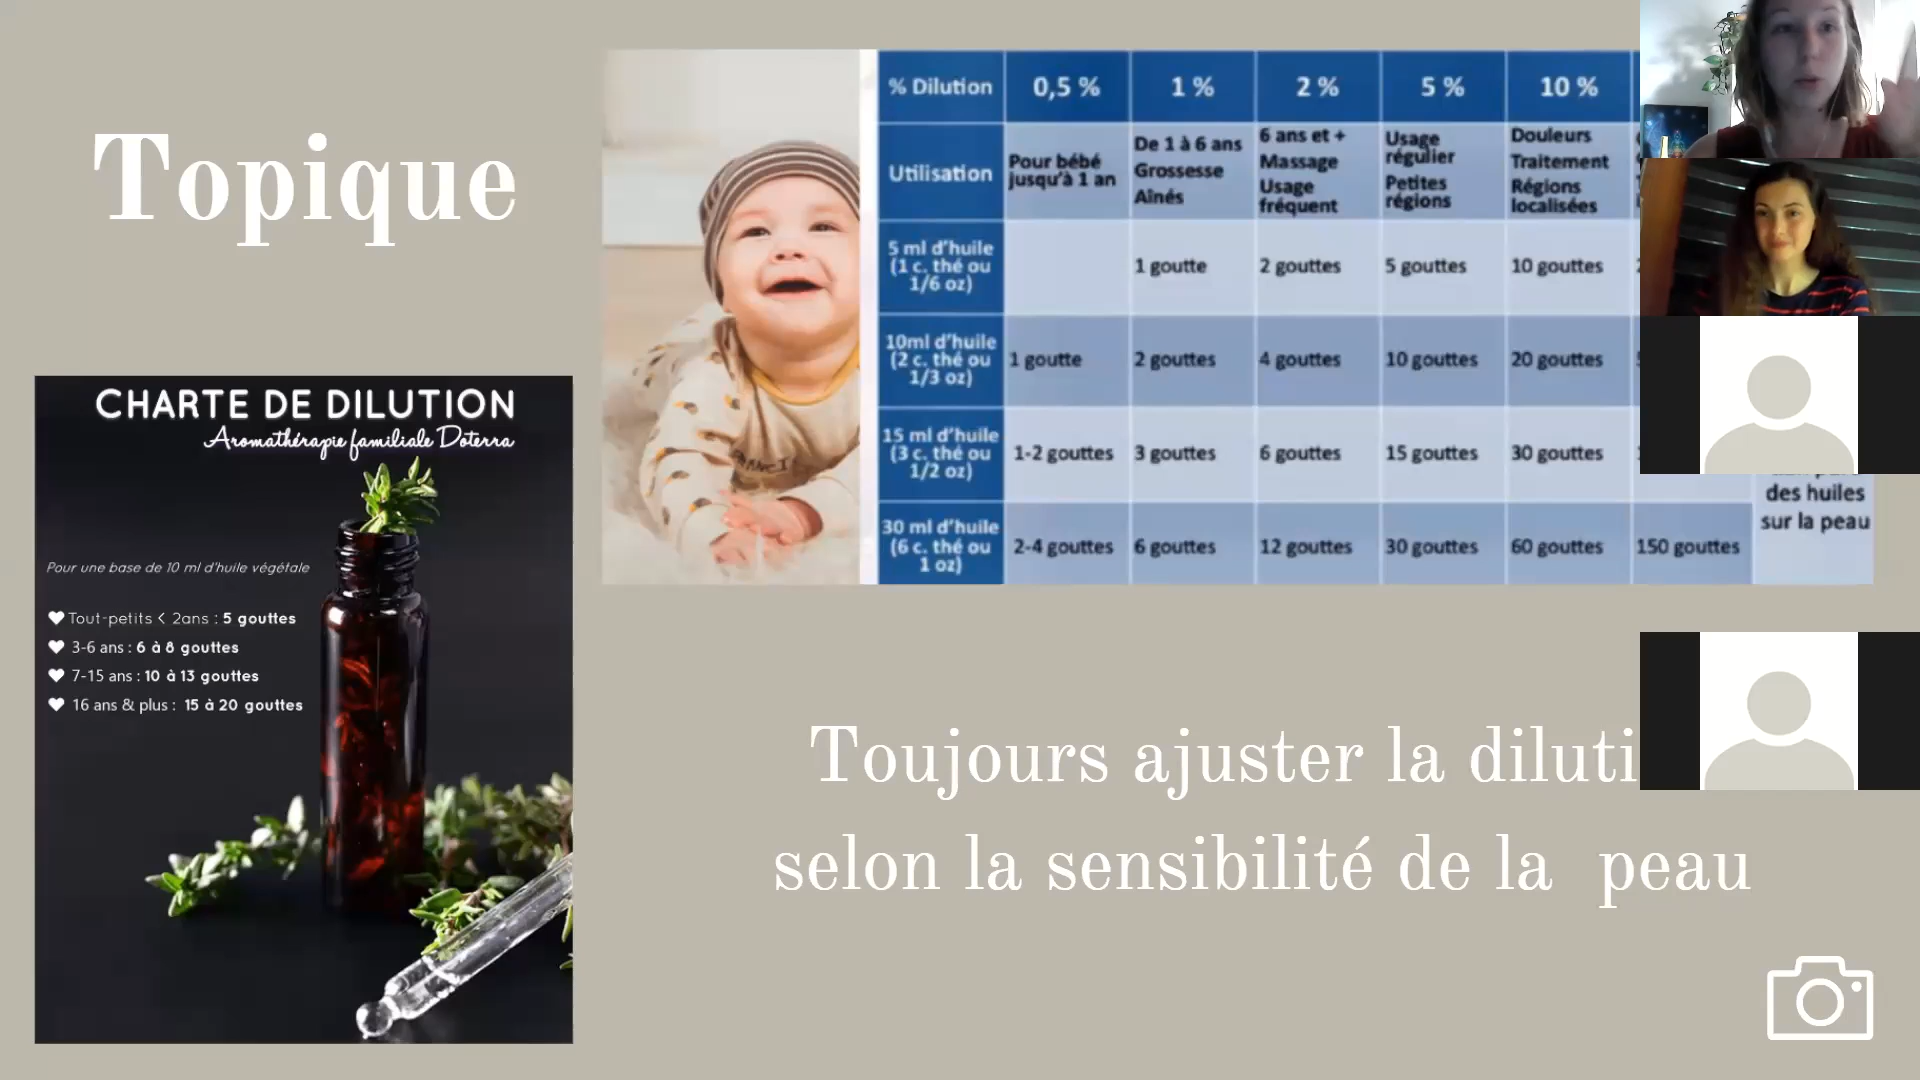 Topique
% Dilution
0,5 %
1 %
2 %
5 %
10 %
Utilisation
Pour bébé
jusqu'à 1 an
De 1 à 6 ans
Grossesse
Aînés
6 ans et +
Massage
Usage
fréquent
Usage
régulier
Petites
régions
Douleurs
Traitement
Régions
localisées
5 ml d'huile
(1 c. thé ou
1/6 oz)
1 goutte
2 gouttes
5 gouttes
10 gouttes
10ml d'huile
(2 c. thé ou
1/3 oz)
1 goutte
2 gouttes
4 gouttes
10 gouttes
20 gouttes
15 ml d'huile
(3 c. thé ou
1/2 oz)
1-2 gouttes
3 gouttes
6 gouttes
15 gouttes
30 gouttes
30 ml d'huile
(6 c. thé ou
1 oz)
2-4 gouttes
6 gouttes
12 gouttes
30 gouttes
60 gouttes
150 gouttes
des huiles
sur la peau
CHARTE DE DILUTION
Aromathérapie familiale Doterra
Pour une base de 10 ml d'huile végétale
Tout-petits < 2ans : 5 gouttes
3-6 ans : 6 à 8 gouttes
7-15 ans : 10 à 13 gouttes
16 ans & plus : 15 à 20 gouttes
Toujours ajuster la diluti
selon la sensibilité de la peau